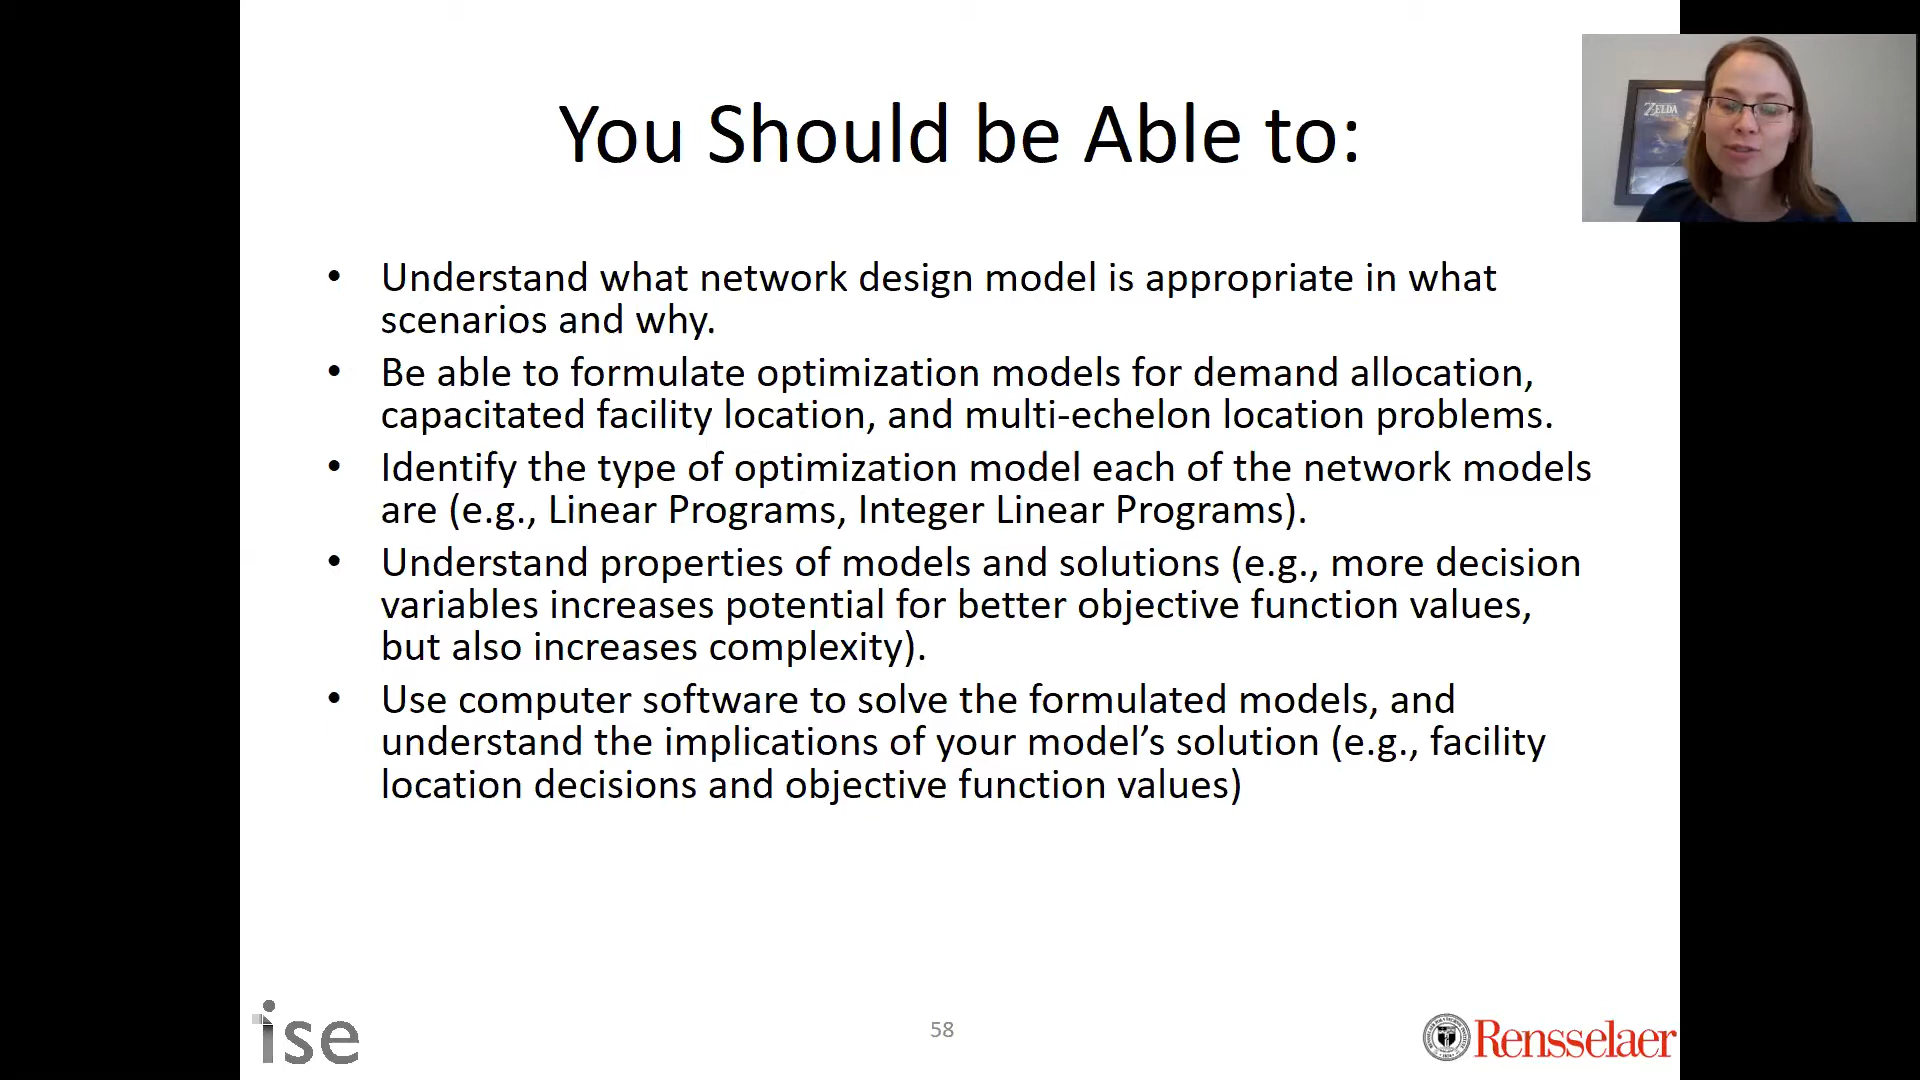 You Should be Able to:
ZELDA
• Understand what network design model is appropriate in what
scenarios and why.
• Be able to formulate optimization models for demand allocation,
capacitated facility location, and multi-echelon location problems.
• Identify the type of optimization model each of the network models
are (e.g., Linear Programs, Integer Linear Programs).
• Understand properties of models and solutions (e.g., more decision
variables increases potential for better objective function values,
but also increases complexity).
• Use computer software to solve the formulated models, and
understand the implications of your model’s solution (e.g., facility
location decisions and objective function values)
ise
58
Rensselaer